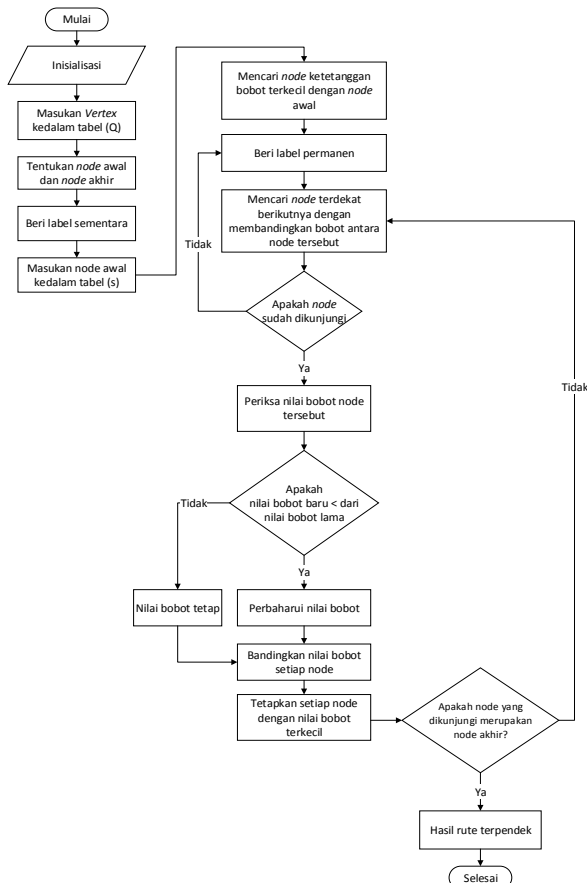 Mulai
Inisialisasi
Masukan Vertex
kedalam tabel (Q)
Tentukan node awal
dan node akhir
Beri label sementara
Masukan node awal
kedalam tabel (s)
Mencari node ketetanggan
bobot terkecil dengan node
awal
Beri label permanen
Mencari node terdekat
berikutnya dengan
membandingkan bobot antara
node tersebut
Tidak
Apakah node
sudah dikunjungi
Ya
Periksa nilai bobot node
tersebut
Apakah
nilai bobot baru < dari
nilai bobot lama
Tidak
Ya
Nilai bobot tetap
Perbaharui nilai bobot
Bandingkan nilai bobot
setiap node
Tetapkan setiap node
dengan nilai bobot
terkecil
Apakah node yang
dikunjungi merupakan
node akhir?
Tidak
Ya
Hasil rute terpendek
Selesai